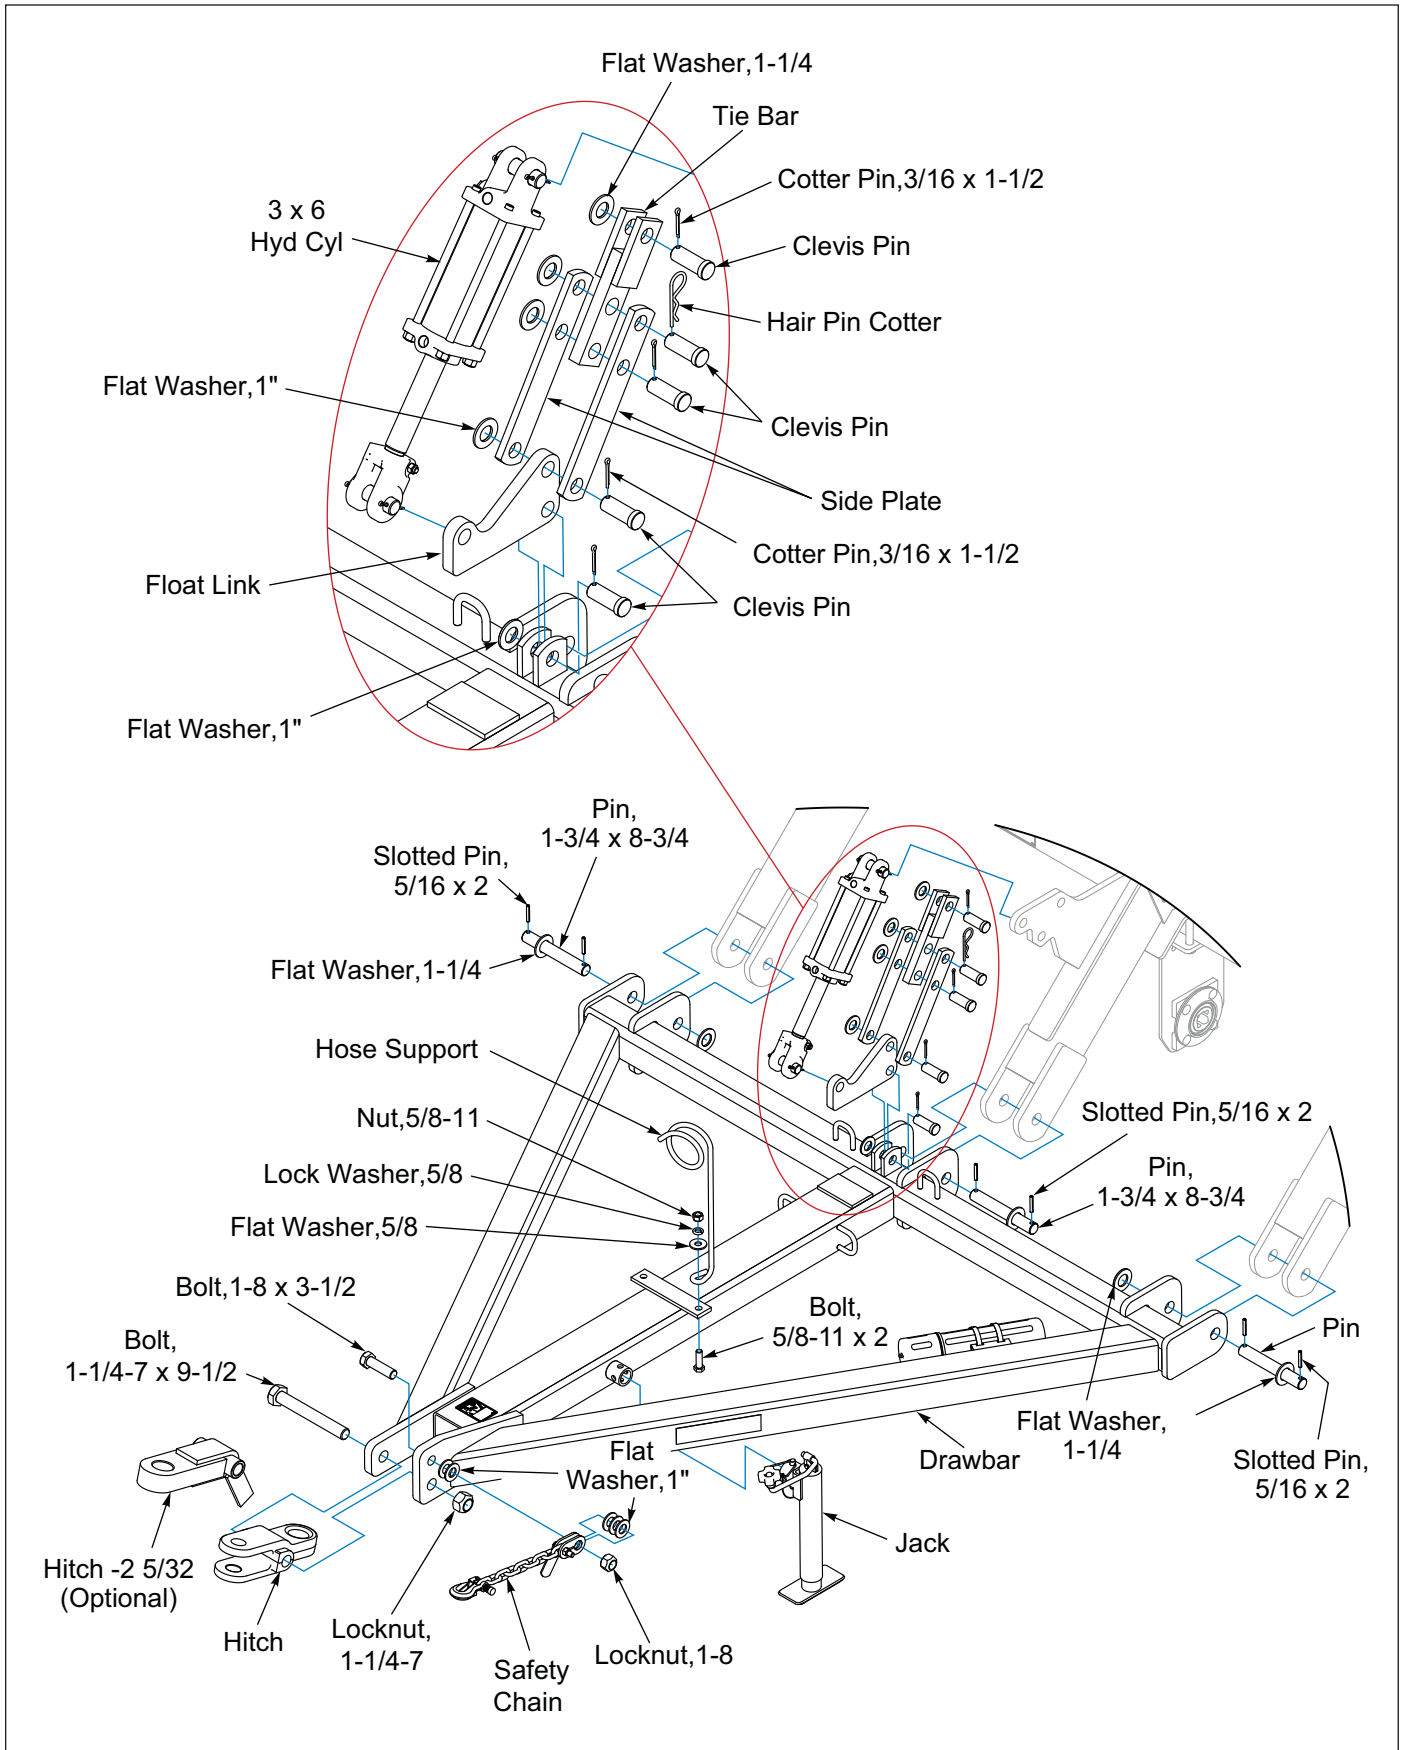 Flat Washer,1-1/4
Tie Bar
Cotter Pin,3/16 x 1-1/2
3 x 6
Hyd Cyl
Clevis Pin
Hair Pin Cotter
Flat Washer,1"
Clevis Pin
Side Plate
Cotter Pin,3/16 x 1-1/2
Float Link
Clevis Pin
Flat Washer,1"
Pin,
1-3/4 x 8-3/4
Slotted Pin,
5/16 x 2
Flat Washer,1-1/4
Hose Support
Nut,5/8-11
Lock Washer,5/8
Flat Washer,5/8
Slotted Pin,5/16 x 2
Pin,
1-3/4 x 8-3/4
Bolt,1-8 x 3-1/2
Bolt,
1-1/4-7 x 9-1/2
Bolt,
5/8-11 x 2
Pin
Flat Washer,
1-1/4
Drawbar
Slotted Pin,
5/16 x 2
Flat
Washer,1"
Jack
Hitch -2 5/32
(Optional)
Hitch
Locknut,
1-1/4-7
Safety
Chain
Locknut,1-8